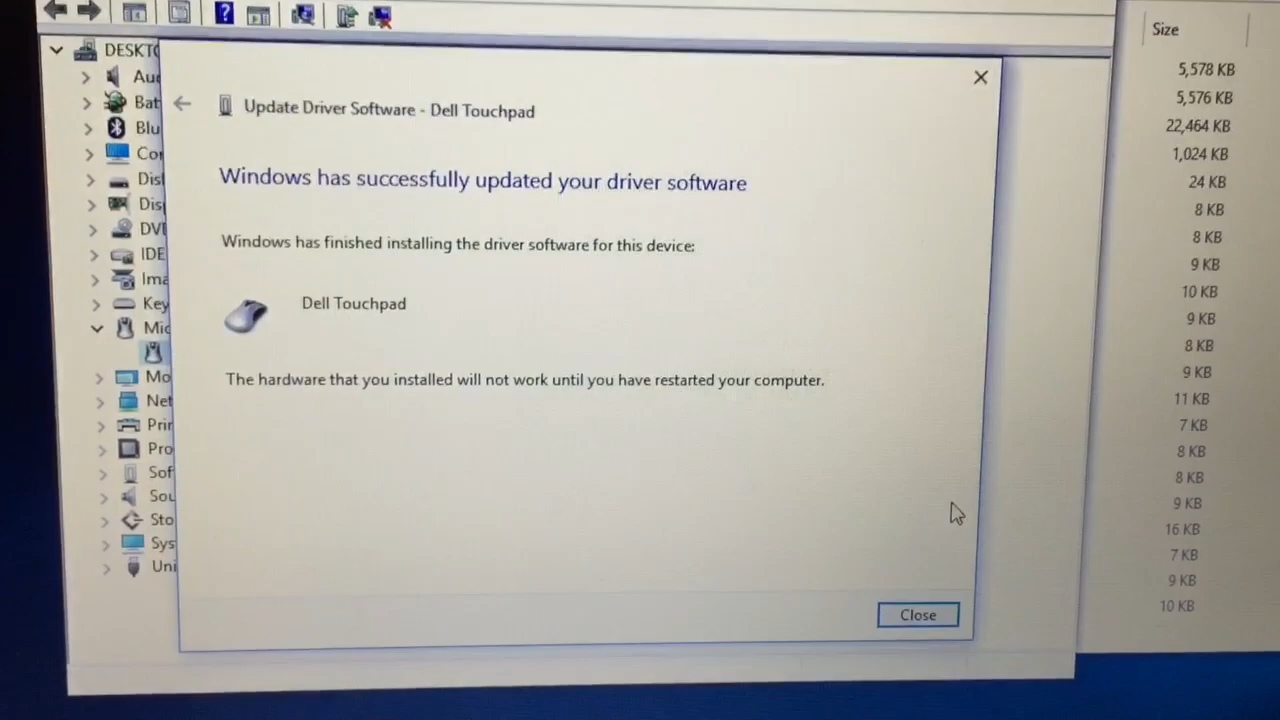 Size
DESKTO
Update Driver Software - Dell Touchpad
Windows has successfully updated your driver software
Windows has finished installing the driver software for this device:
Dell Touchpad
The hardware that you installed will not work until you have restarted your computer.
Close
Au
Bat
Blu
Cor
Disl
Disp
DVD
IDE
Ima
Key
Mic
Mo
Net
Prin
Pro
Sof
Sou
Sto
Sys
Uni
5,578 KB
5,576 KB
22,464 KB
1,024 KB
24 KB
8 KB
8 KB
9 KB
10 KB
9 KB
8 KB
9 KB
11 KB
7 KB
8 KB
8 KB
9 KB
16 KB
7 KB
9 KB
10 KB